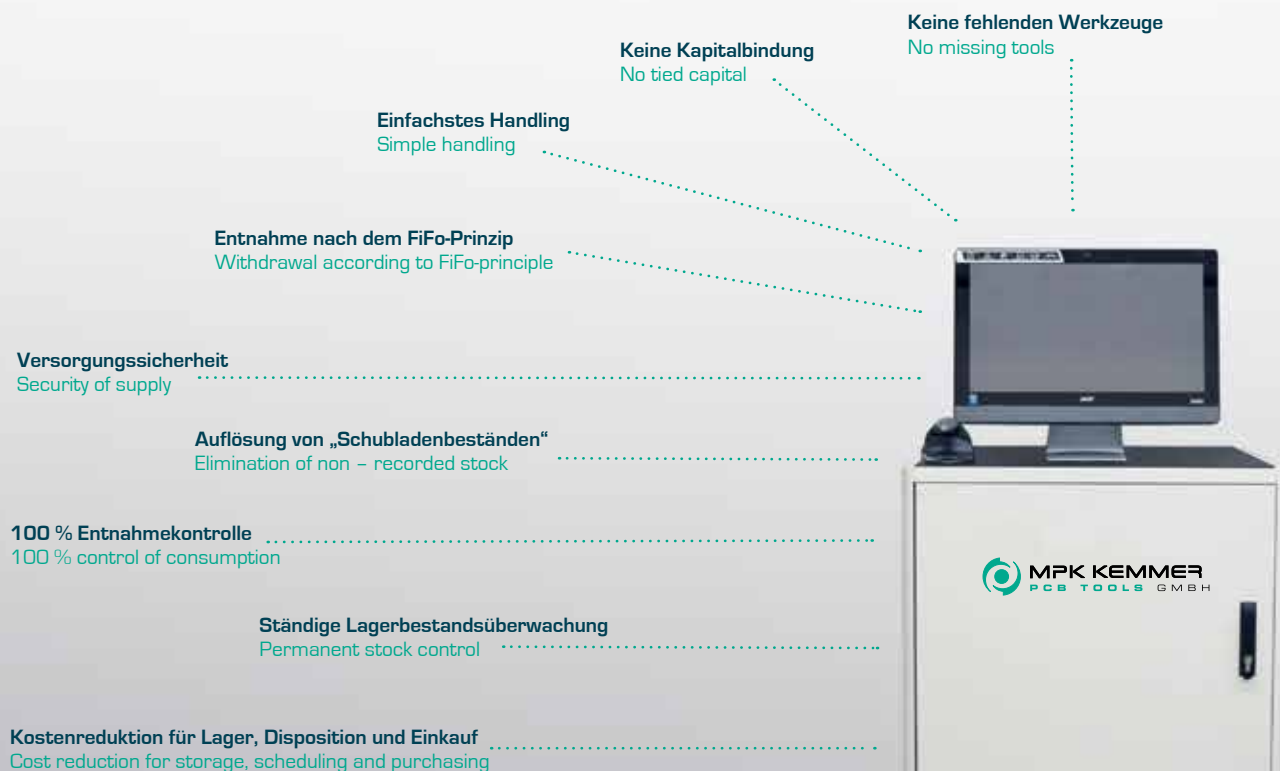 Keine fehlenden Werkzeuge
No missing tools
Keine Kapitalbindung
No tied capital
Einfachstes Handling
Simple handling
Entnahme nach dem FiFo-Prinzip
Withdrawal according to FiFo-principle
Versorgungssicherheit
Security of supply
Auflösung von „Schubladenbeständen“
Elimination of non – recorded stock
100 % Entnahmekontrolle
100 % control of consumption
MPK KEMMER
PCB TOOLS GMBH
Ständige Lagerbestandsüberwachung
Permanent stock control
Kostenreduktion für Lager, Disposition und Einkauf
Cost reduction for storage, scheduling and purchasing